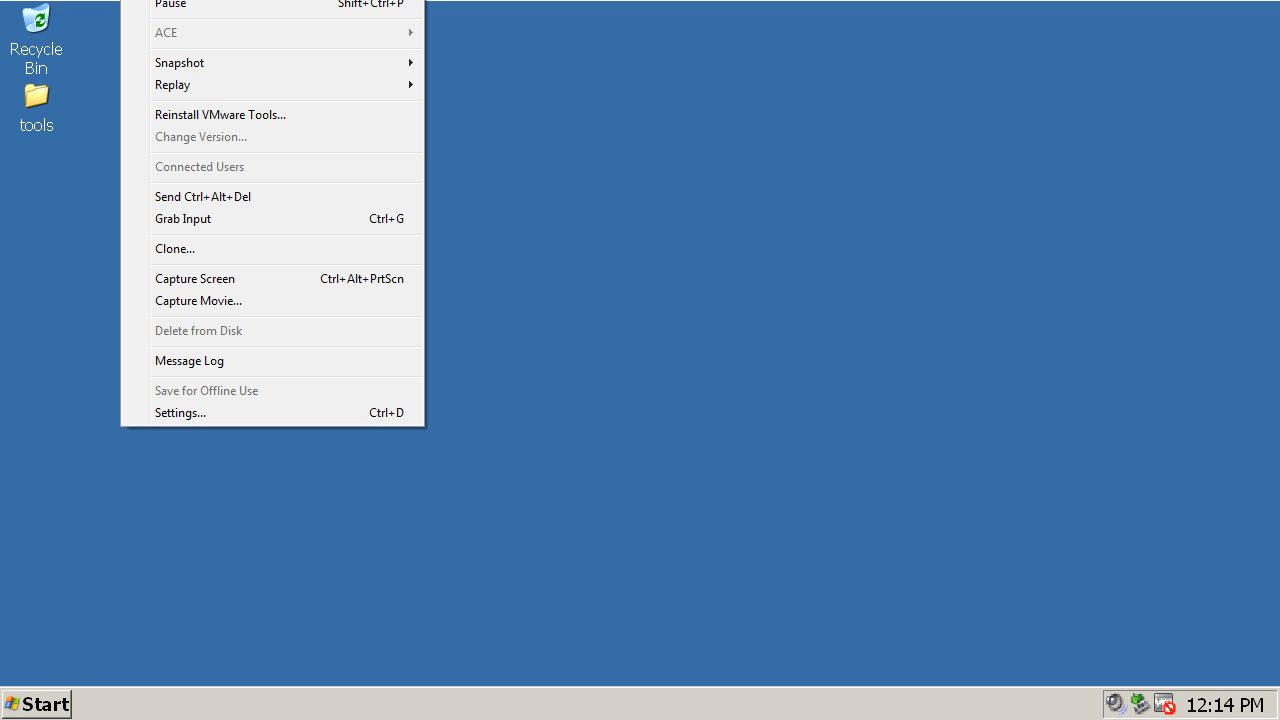 Pause Shift+Ctrl+P
ACE
Snapshot
Replay
Reinstall VMware Tools...
Change Version...
Connected Users
Send Ctrl+Alt+Del
Grab Input Ctrl+G
Clone...
Capture Screen Ctrl+Alt+PrtScn
Capture Movie...
Delete from Disk
Message Log
Save for Offline Use
Settings... Ctrl+D
Recycle
Bin
tools
Start
12:14 PM